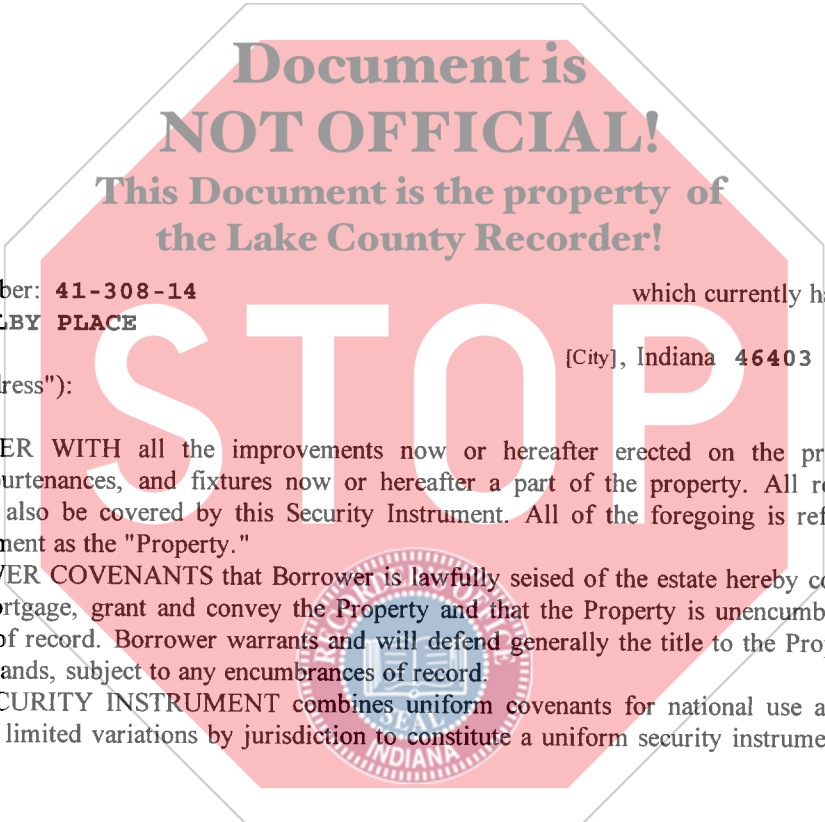 Document is
NOT OFFICIAL!
This Document is the property of
the Lake County Recorder!
STOP
ber: 41-308-14 which currently ha
LBY PLACE
[City], Indiana 46403
ress"):
ER WITH all the improvements now or hereafter erected on the pr
urtenances, and fixtures now or hereafter a part of the property. All re
also be covered by this Security Instrument. All of the foregoing is ref
ment as the "Property."
VER COVENANTS that Borrower is lawfully seised of the estate hereby co
ortgage, grant and convey the Property and that the Property is unencumb
of record. Borrower warrants and will defend generally the title to the Prop
ands, subject to any encumbrances of record.
CURITY INSTRUMENT combines uniform covenants for national use a
limited variations by jurisdiction to constitute a uniform security instrume
RECORDER'S OFFICE
SEAL
INDIANA